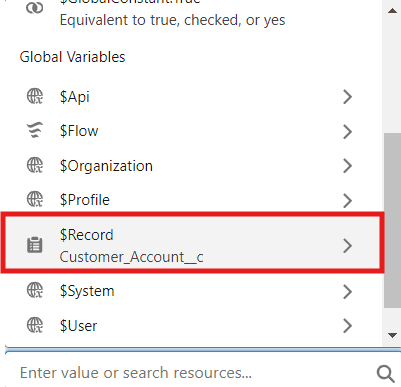 $GlobalConstant.True
Equivalent to true, checked, or yes
Global Variables
$Api
$Flow
$Organization
$Profile
$Record
Customer_Account__c
$System
$User
Enter value or search resources...